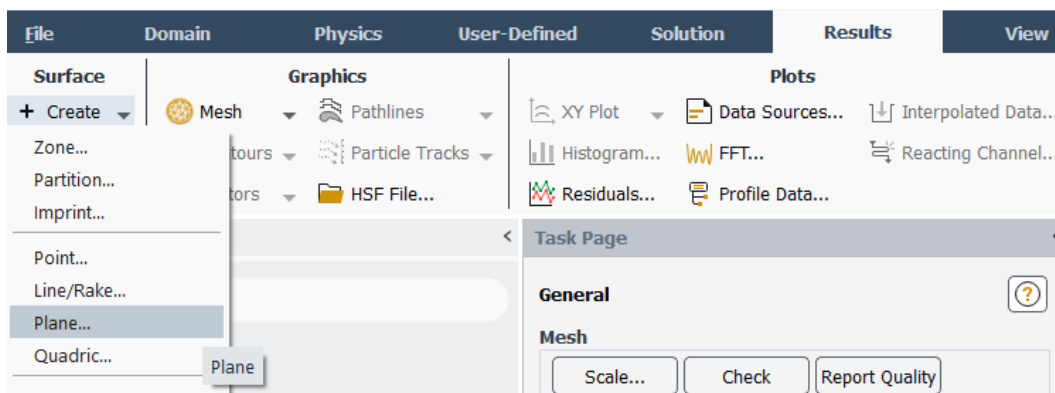 File Domain Physics User-Defined Solution Results View
Surface Graphics Plots
+ Create Mesh Pathlines XY Plot Data Sources... Interpolated Data...
Zone... tours Particle Tracks Histogram... FFT... Reacting Channel...
Partition... tors HSF File... Residuals... Profile Data...
Imprint...
Task Page
Point...
Line/Rake... General
Plane... Mesh
Quadric... Plane Scale... Check Report Quality